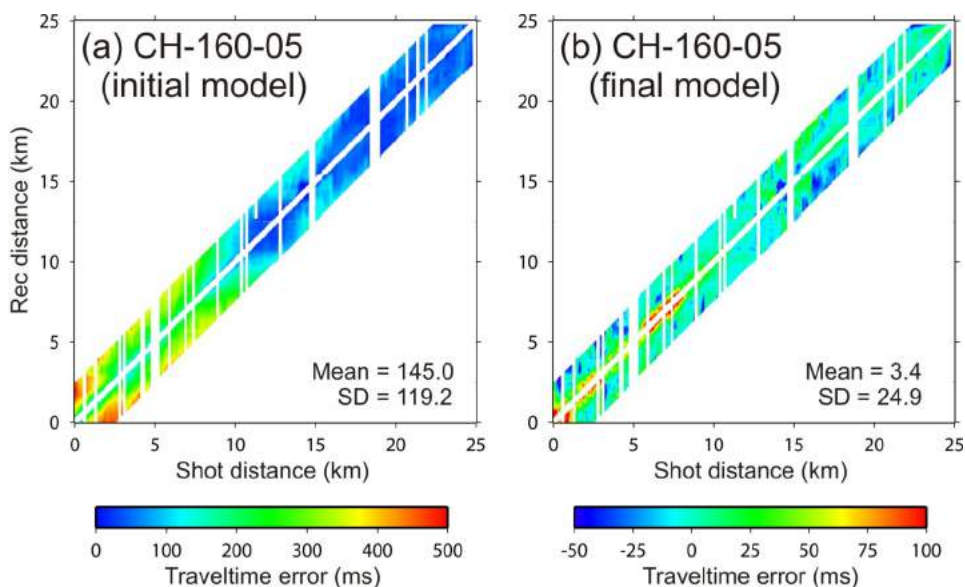 (a) CH-160-05
(initial model)
25
20
15
10
5
0
Rec distance (km)
Mean = 145.0
SD = 119.2
0 5 10 15 20 25
Shot distance (km)
0 100 200 300 400 500
Traveltime error (ms)
(b) CH-160-05
(final model)
25
20
15
10
5
0
Mean = 3.4
SD = 24.9
0 5 10 15 20 25
Shot distance (km)
-50 -25 0 25 50 75 100
Traveltime error (ms)